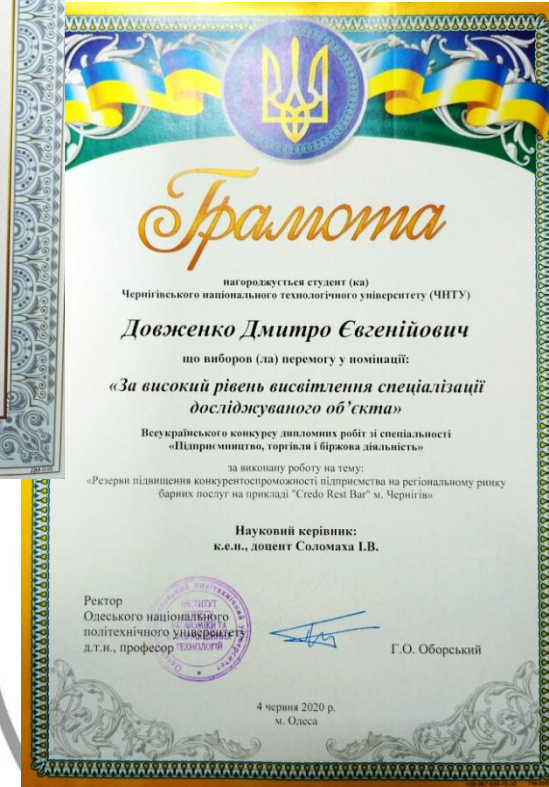 Грамота
нагороджується студент (ка)
Чернігівського національного технологічного університету (ЧНТУ)
Довженко Дмитро Євгенійович
що виборов (ла) перемогу у номінації:
«За високий рівень висвітлення спеціалізації
досліджуваного об’єкта»
Всеукраїнського конкурсу дипломних робіт зі спеціальності
«Підприємництво, торгівля і біржова діяльність»
за виконану роботу на тему:
«Резерви підвищення конкурентоспроможності підприємства на регіональному ринку
барних послуг на прикладі "Credo Rest Bar" м. Чернігів»
Науковий керівник:
к.е.н., доцент Соломаха І.В.
Ректор
Одеського національного
політехнічного університету
д.т.н., професор
ІНСТИТУТ
ТЕХНОЛОГІЙ
Г.О. Оборський
4 червня 2020 р.
м. Одеса